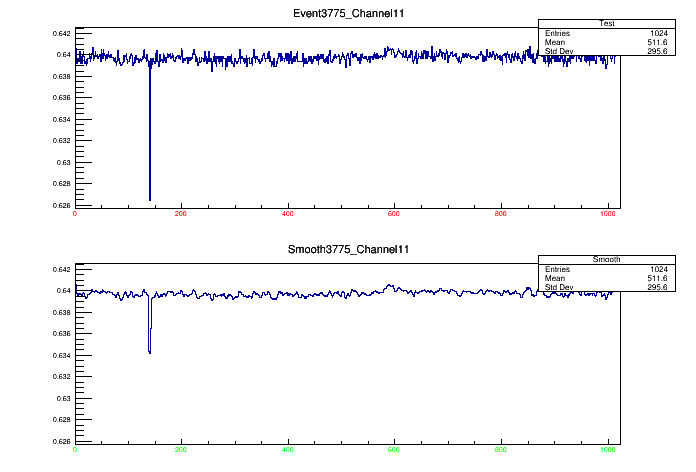 Event3775_Channel11
Test
Entries 1024
Mean 511.6
Std Dev 295.6
0.642
0.64
0.638
0.636
0.634
0.632
0.63
0.628
0.626
0 200 400 600 800 1000
Smooth3775_Channel11
Smooth
Entries 1024
Mean 511.6
Std Dev 295.6
0.642
0.64
0.638
0.636
0.634
0.632
0.63
0.628
0.626
0 200 400 600 800 1000